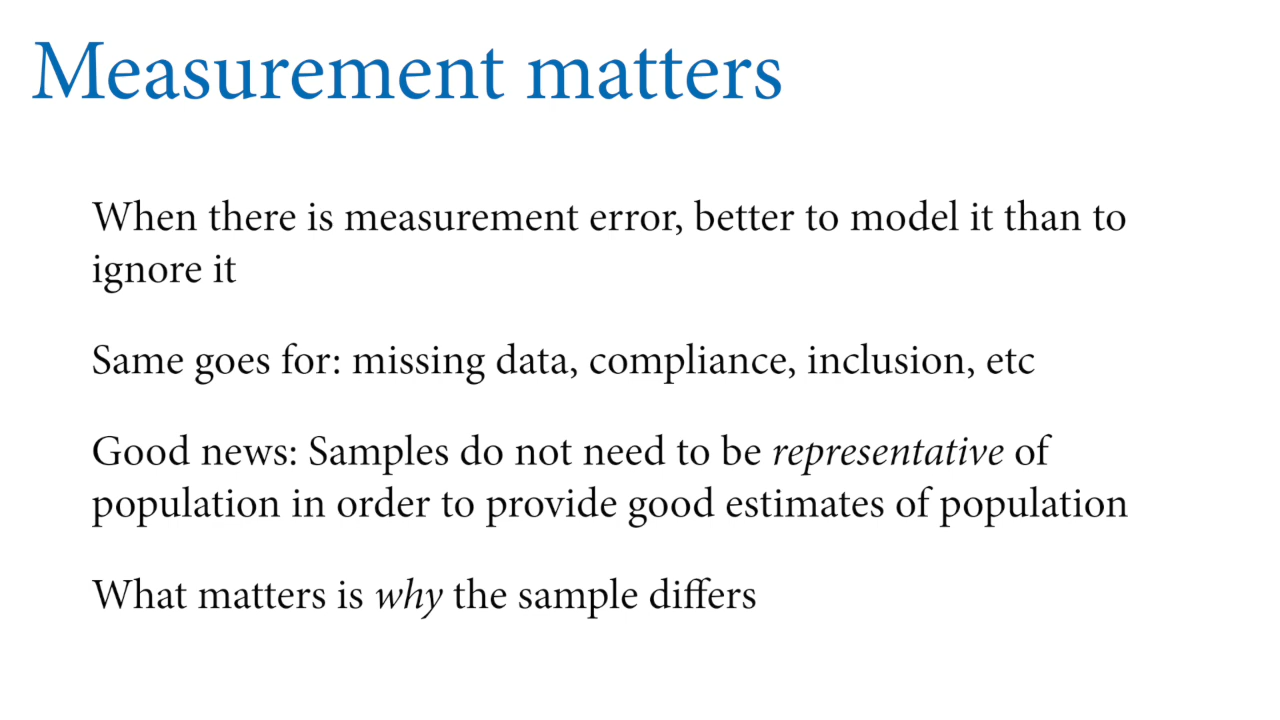 Measurement matters
When there is measurement error, better to model it than to
ignore it
Same goes for: missing data, compliance, inclusion, etc
Good news: Samples do not need to be representative of
population in order to provide good estimates of population
What matters is why the sample differs